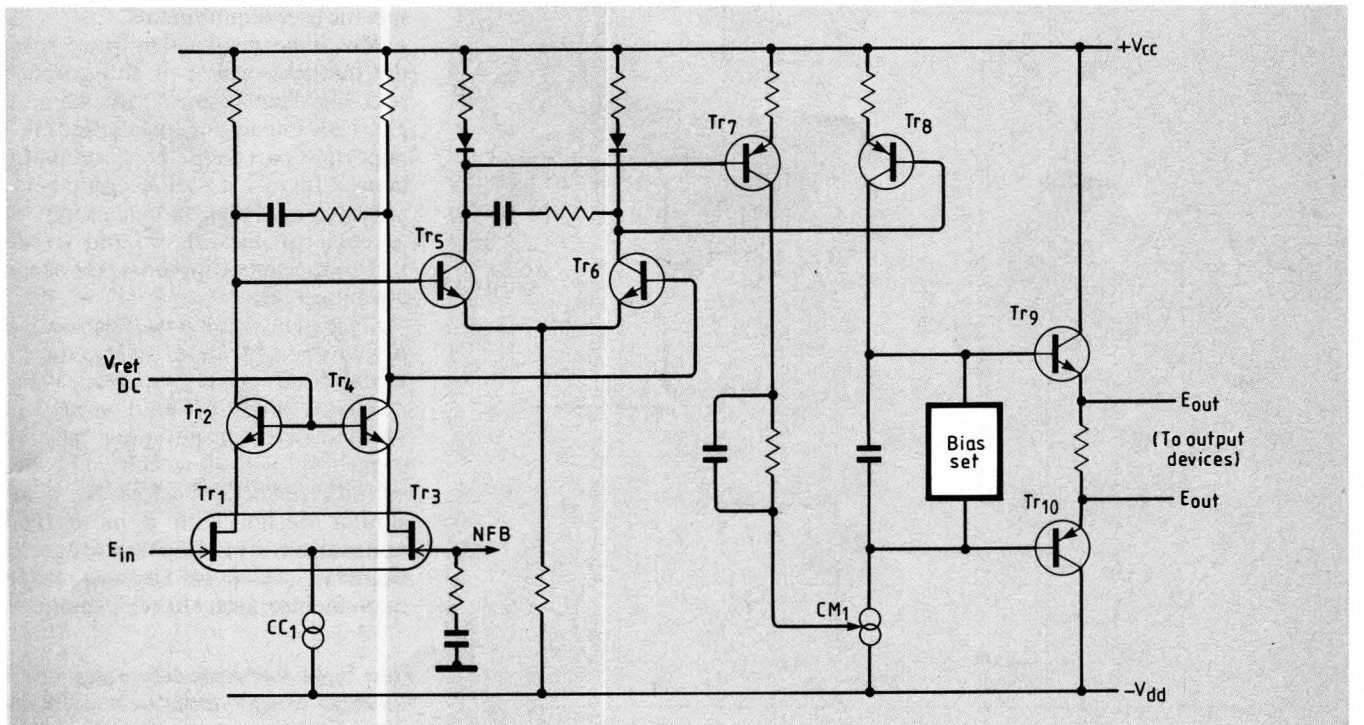 +Vcc
Tr7
Tr8
Tr5
Tr6
Tr9
Vret
DC
Tr2
Tr4
Eout
(To output
devices)
Bias
set
Tr1
Tr3
Tr10
Eout
Ein
NFB
CC1
CM1
-Vdd